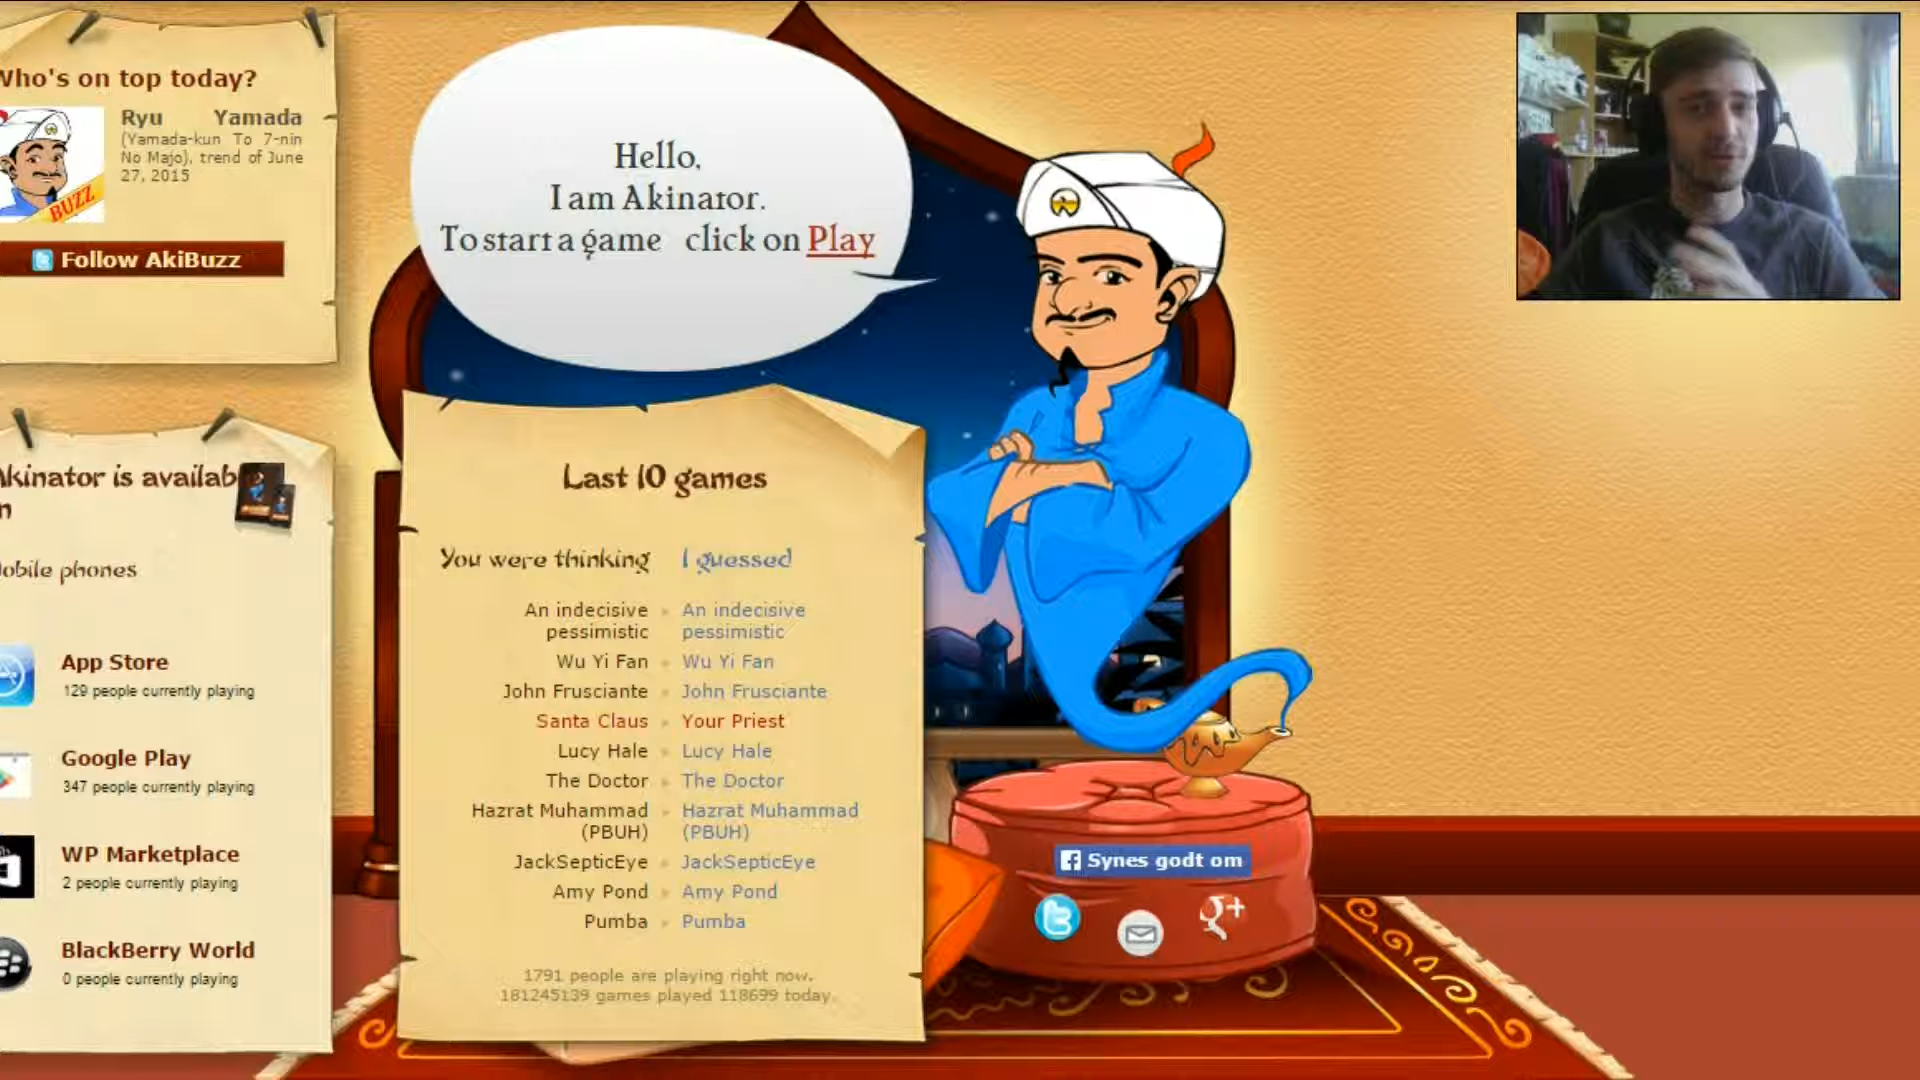 Who's on top today?
Ryu Yamada
(Yamada-kun To 7-nin
No Majo), trend of June
27, 2015
BUZZ
Follow AkiBuzz
Akinator is availab
n
obile phones
App Store
129 people currently playing
Google Play
347 people currently playing
WP Marketplace
2 people currently playing
BlackBerry World
0 people currently playing
Hello,
I am Akinator.
To start a game click on Play
Last 10 games
You were thinking I guessed
An indecisive An indecisive
pessimistic pessimistic
Wu Yi Fan Wu Yi Fan
John Frusciante John Frusciante
Santa Claus Your Priest
Lucy Hale Lucy Hale
The Doctor The Doctor
Hazrat Muhammad Hazrat Muhammad
(PBUH) (PBUH)
JackSepticEye JackSepticEye
Amy Pond Amy Pond
Pumba Pumba
1791 people are playing right now.
181245139 games played 118699 today.
Synes godt om
g+